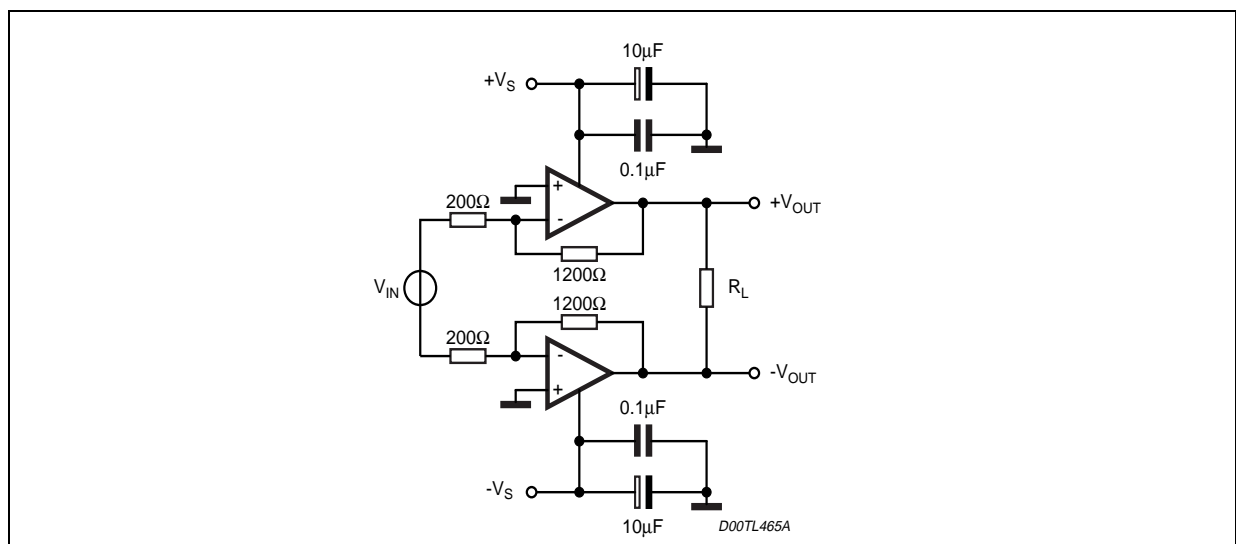 10µF
+VS
0.1µF
200Ω
+
-
+VOUT
1200Ω
VIN
RL
1200Ω
200Ω
-
+
-VOUT
0.1µF
-VS
10µF
D00TL465A